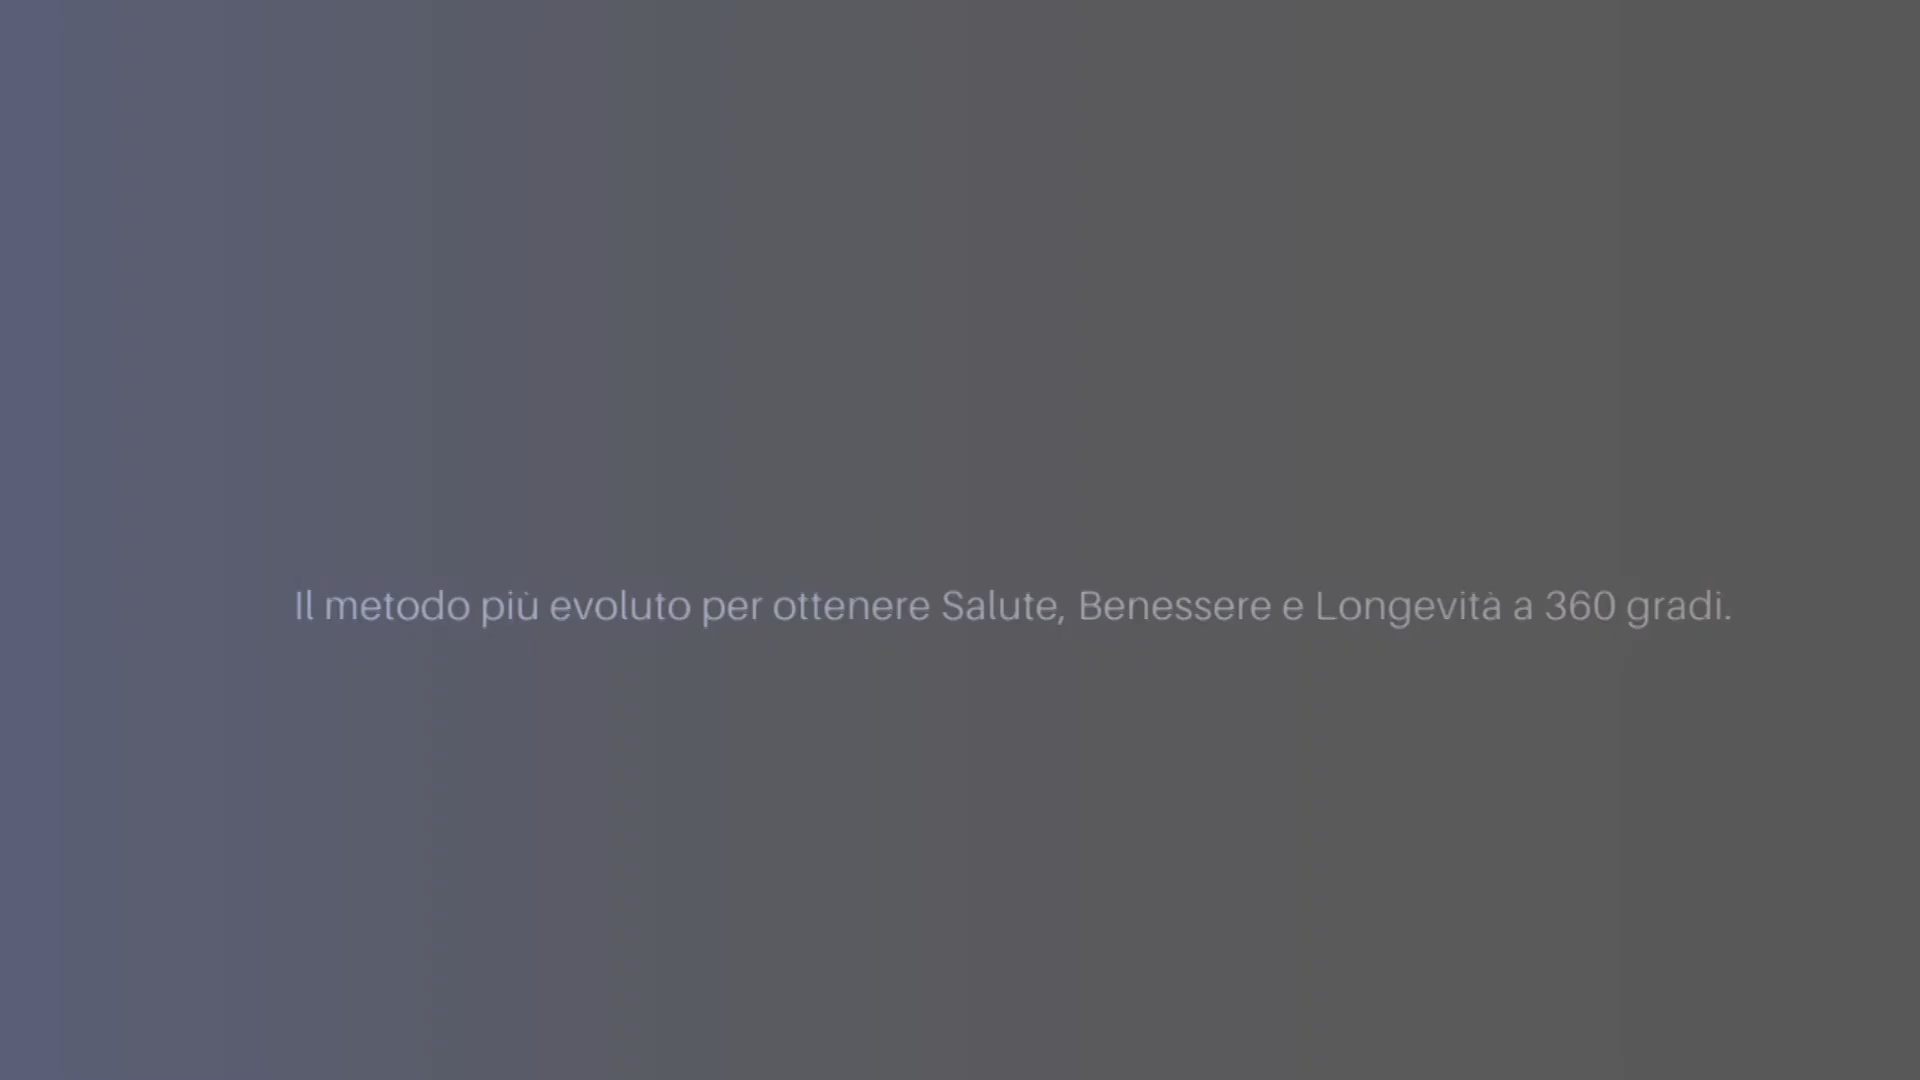 Il metodo più evoluto per ottenere Salute, Benessere e Longevità a 360 gradi.